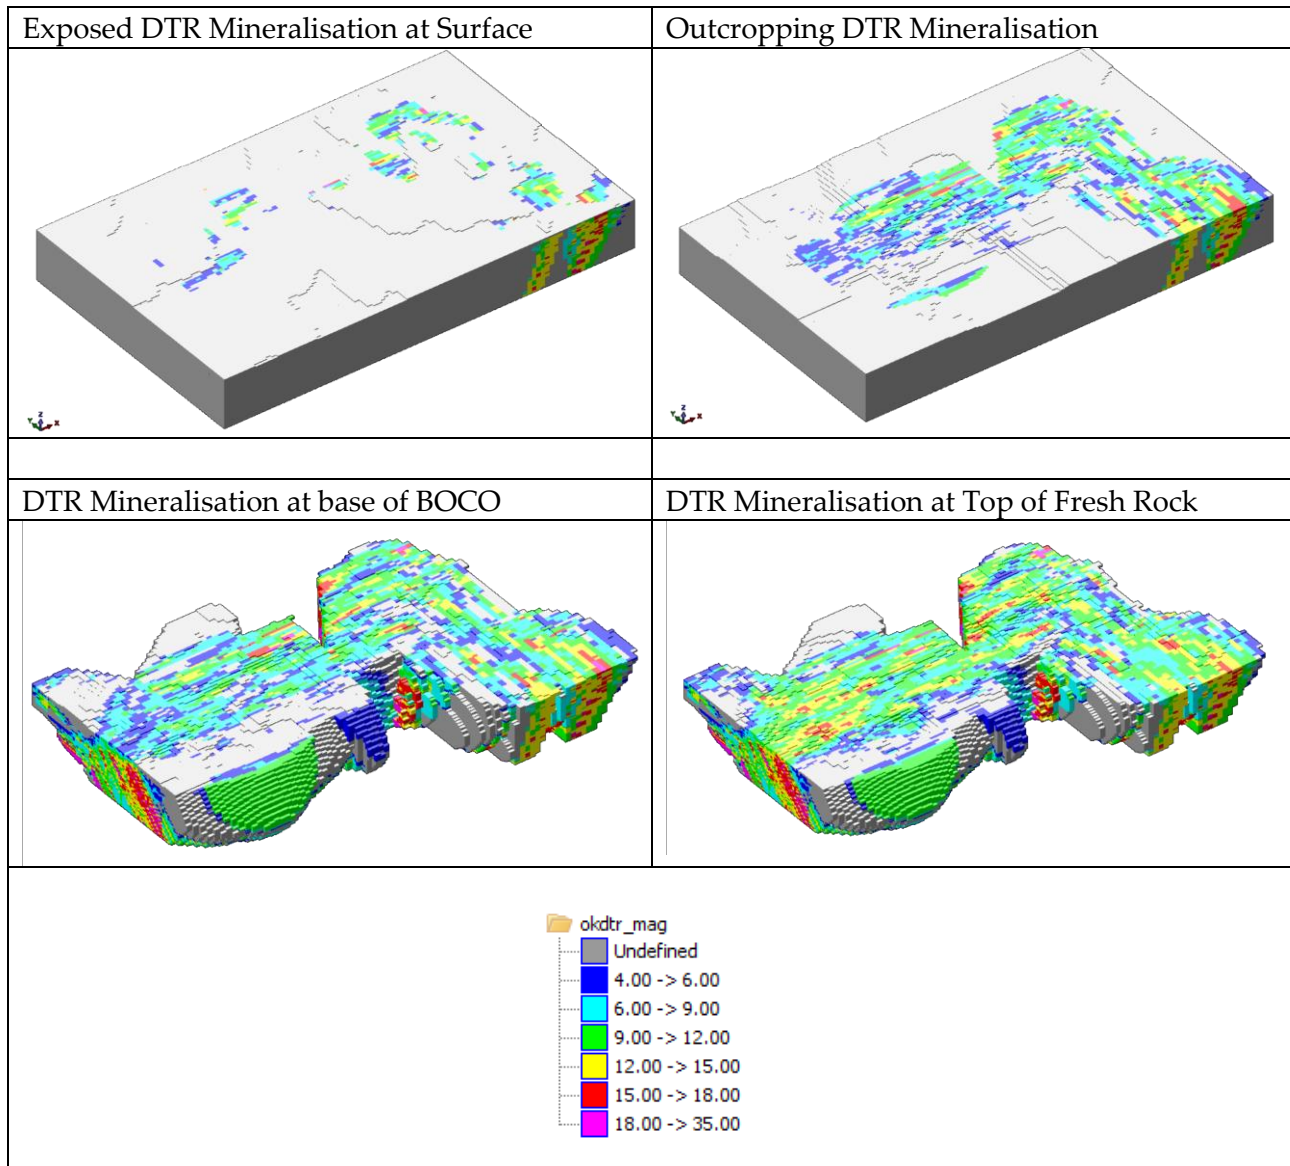 Exposed DTR Mineralisation at Surface
Outcropping DTR Mineralisation
Z
Y
X
Z
Y
X
DTR Mineralisation at base of BOCO
DTR Mineralisation at Top of Fresh Rock
okdtr_mag
Undefined
4.00 -> 6.00
6.00 -> 9.00
9.00 -> 12.00
12.00 -> 15.00
15.00 -> 18.00
18.00 -> 35.00